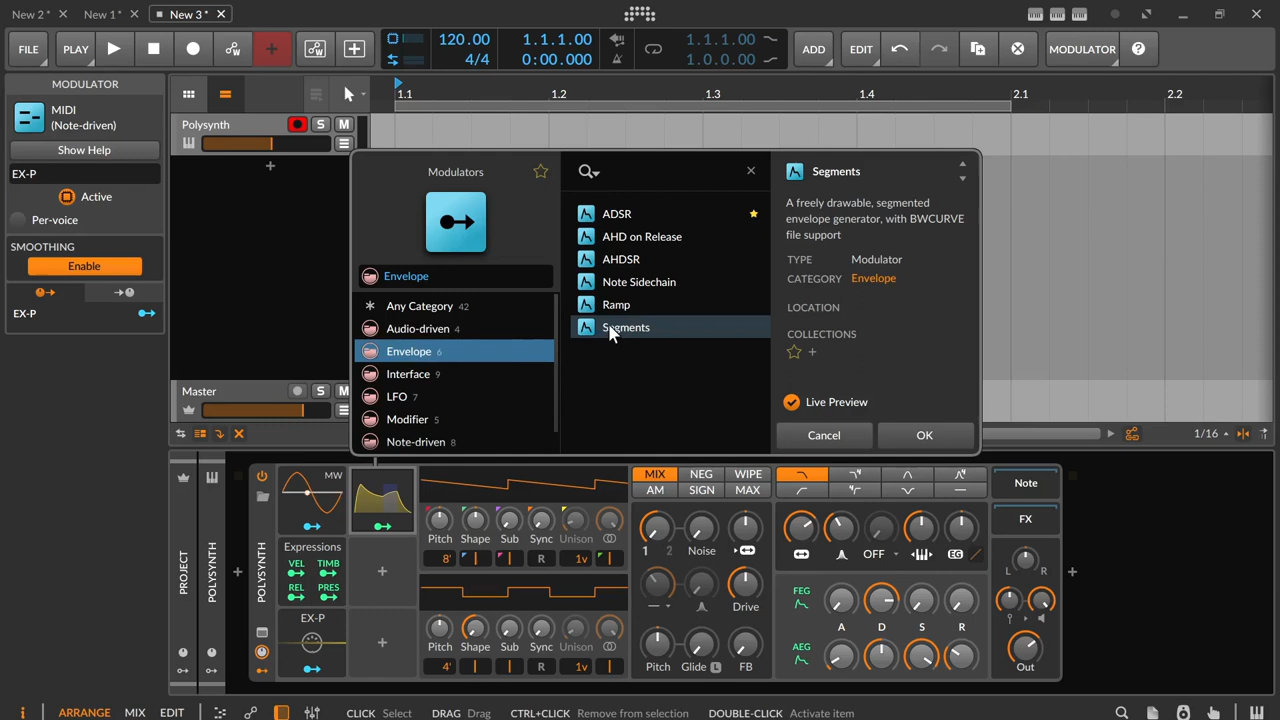 New 2* New 1* New 3*
FILE PLAY 120.00 1.1.1.00 1.1.1.00 ADD EDIT MODULATOR
4/4 0:00.000 1.0.0.00
MODULATOR
MIDI
(Note-driven)
Show Help
EX-P
Active
Per-voice
SMOOTHING
Enable
EX-P
1.1 1.2 1.3 1.4 2.1 2.2
Polysynth S M
Master S M
1/16
Modulators
Envelope
Any Category 42
Audio-driven 4
Envelope 6
Interface 9
LFO 7
Modifier 5
Note-driven 8
ADSR
AHD on Release
AHDSR
Note Sidechain
Ramp
Segments
Segments
A freely drawable, segmented
envelope generator, with BWCURVE
file support
TYPE Modulator
CATEGORY Envelope
LOCATION
COLLECTIONS
Live Preview
Cancel OK
PROJECT
POLYSYNTH
POLYSYNTH
MW
Expressions
VEL TIMB
REL PRES
EX-P
Pitch Shape Sub Sync Unison
8' R 1v
Pitch Shape Sub Sync Unison
4' R 1v
MIX NEG WIPE
AM SIGN MAX
1 2 Noise
Drive
Pitch Glide L FB
OFF EG
FEG
A D S R
AEG
Note
FX
L R
Out
ARRANGE MIX EDIT CLICK Select DRAG Drag CTRL+CLICK Remove from selection DOUBLE-CLICK Activate item